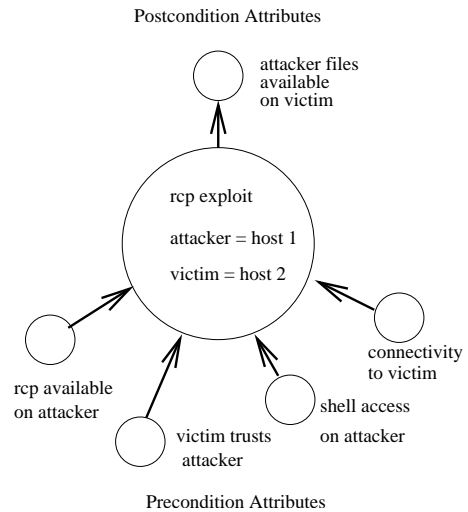 Postcondition Attributes
attacker files
available
on victim
rcp exploit
attacker = host 1
victim = host 2
rcp available
on attacker
victim trusts
attacker
shell access
on attacker
connectivity
to victim
Precondition Attributes